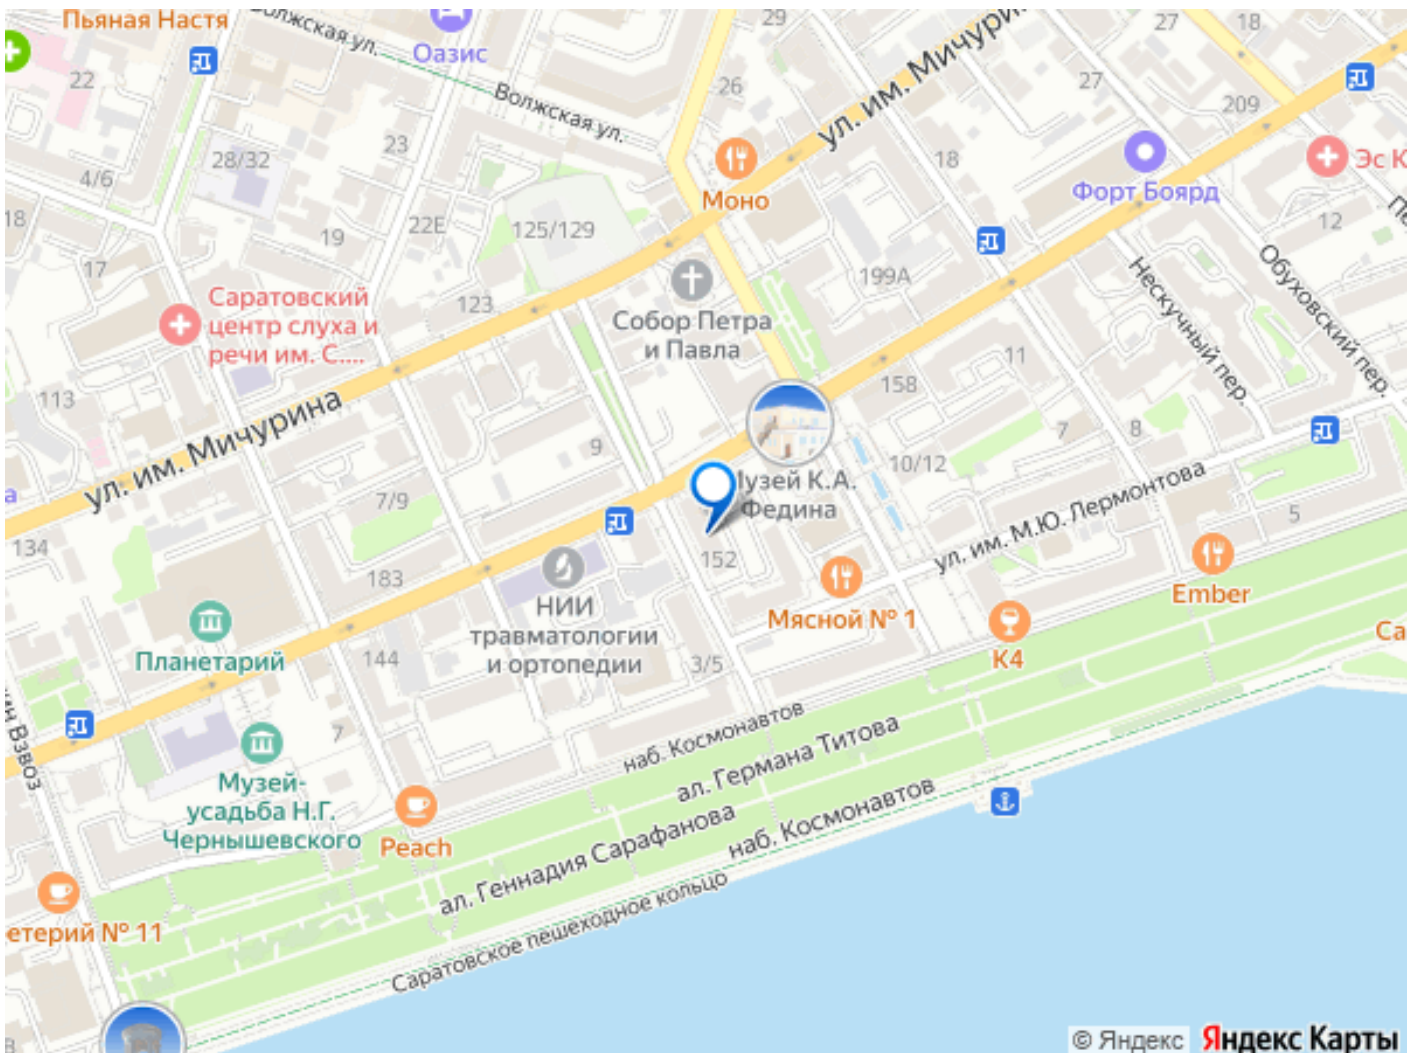 Пьяная Настя
Волжская ул.
Оазис
29
27
18
22
26
27
209
Волжская ул.
ул. им. Мичурина
28/32
23
4/6
18
Моно
Форт Боярд
Эс К
18
19
22Е
125/129
12
17
199А
Саратовский
центр слуха и
речи им. С....
123
Собор Петра
и Павла
Нескучный пер.
Обуховский пер.
11
158
113
ул. им. Мичурина
9
7
8
10/12
а
7/9
Музей К.А.
Федина
ул. им. М.Ю. Лермонтова
5
134
183
152
НИИ
травматологии
и ортопедии
Мясной № 1
Ember
К4
Са
Планетарий
144
3/5
7
Взвоз
Музей-
усадьба Н.Г.
Чернышевского
Peach
наб. Космонавтов
ал. Германа Титова
ал. Геннадия Сарафанова
наб. Космонавтов
Саратовское пешеходное кольцо
етерий № 11
8
© Яндекс Яндекс Карты